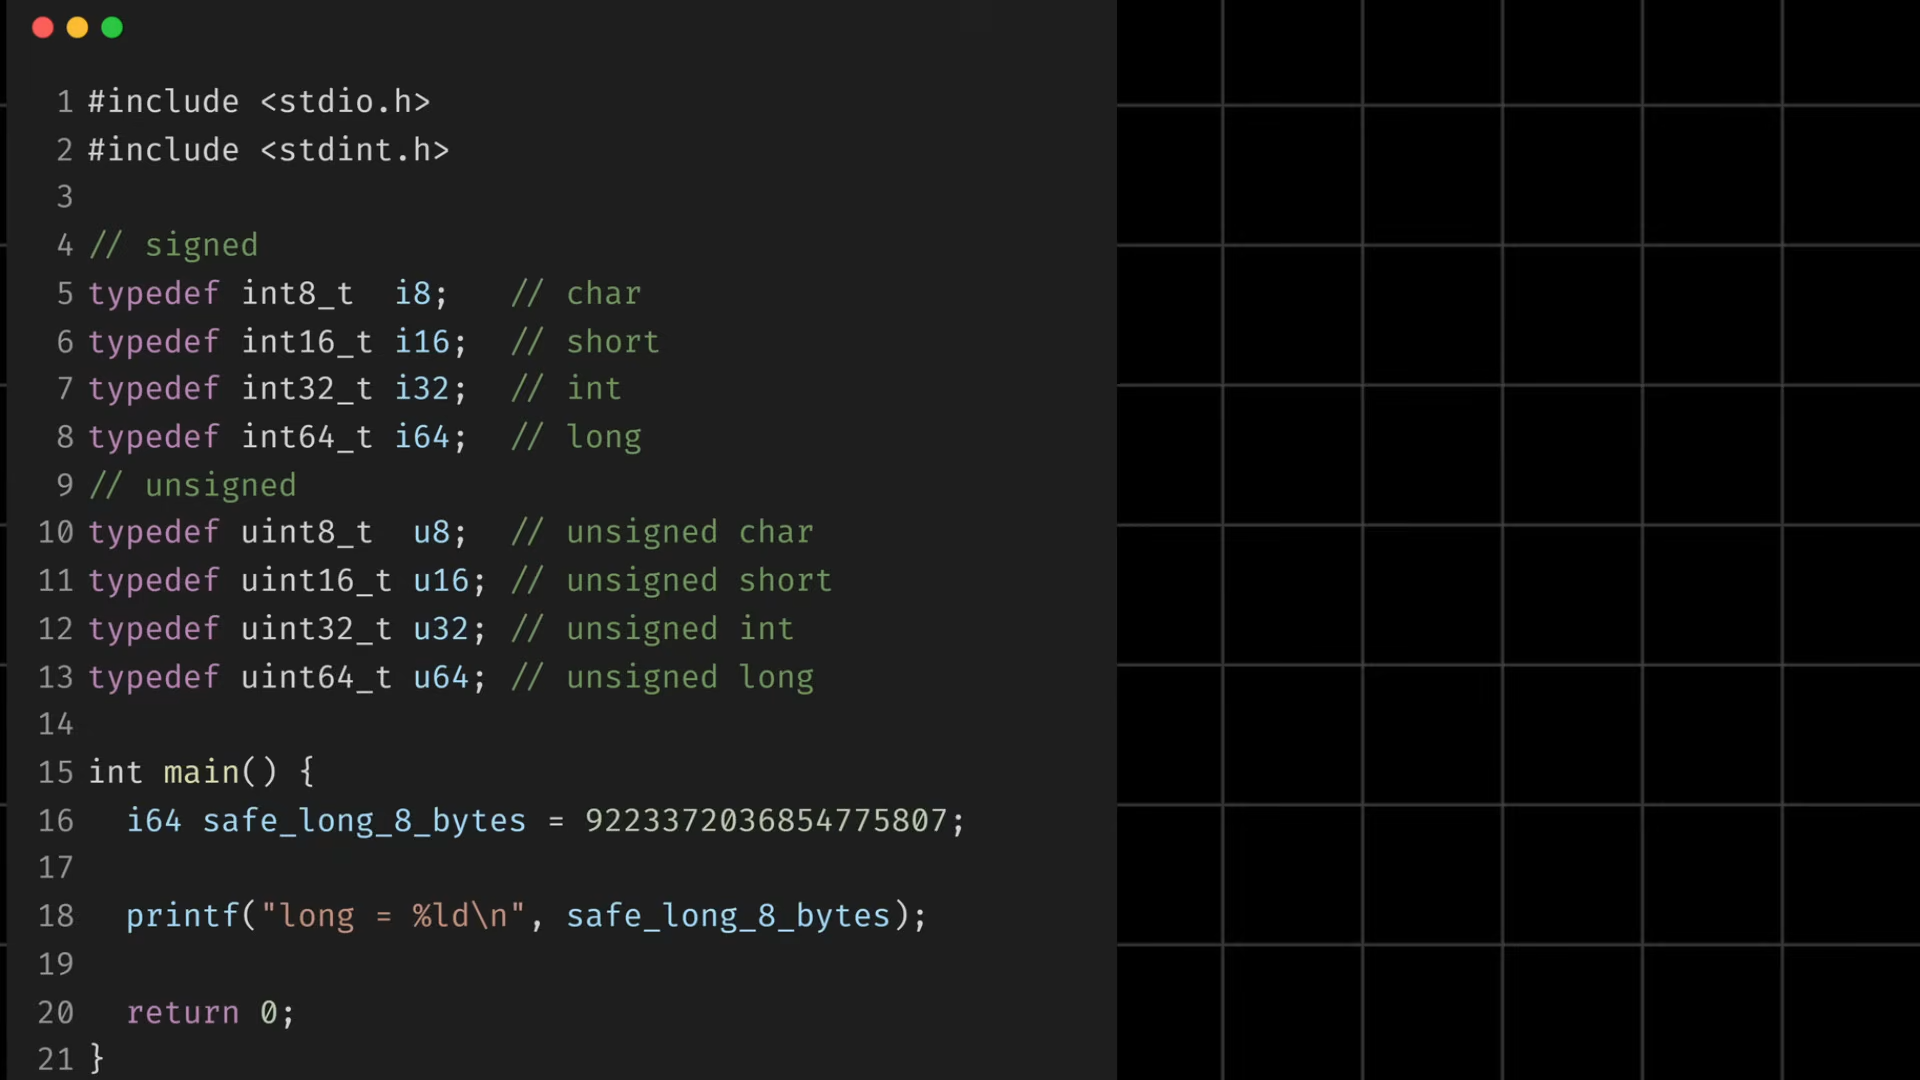 1 #include <stdio.h>
2 #include <stdint.h>
3
4 // signed
5 typedef int8_t  i8;   // char
6 typedef int16_t i16;  // short
7 typedef int32_t i32;  // int
8 typedef int64_t i64;  // long
9 // unsigned
10 typedef uint8_t  u8;  // unsigned char
11 typedef uint16_t u16; // unsigned short
12 typedef uint32_t u32; // unsigned int
13 typedef uint64_t u64; // unsigned long
14
15 int main() {
16   i64 safe_long_8_bytes = 9223372036854775807;
17
18   printf("long = %ld\n", safe_long_8_bytes);
19
20   return 0;
21 }